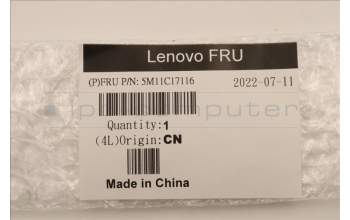 Lenovo FRU
(P)FRU P/N: 5M11C17116 2022-07-11
Quantity:1
(4L)Origin:CN
Made in China